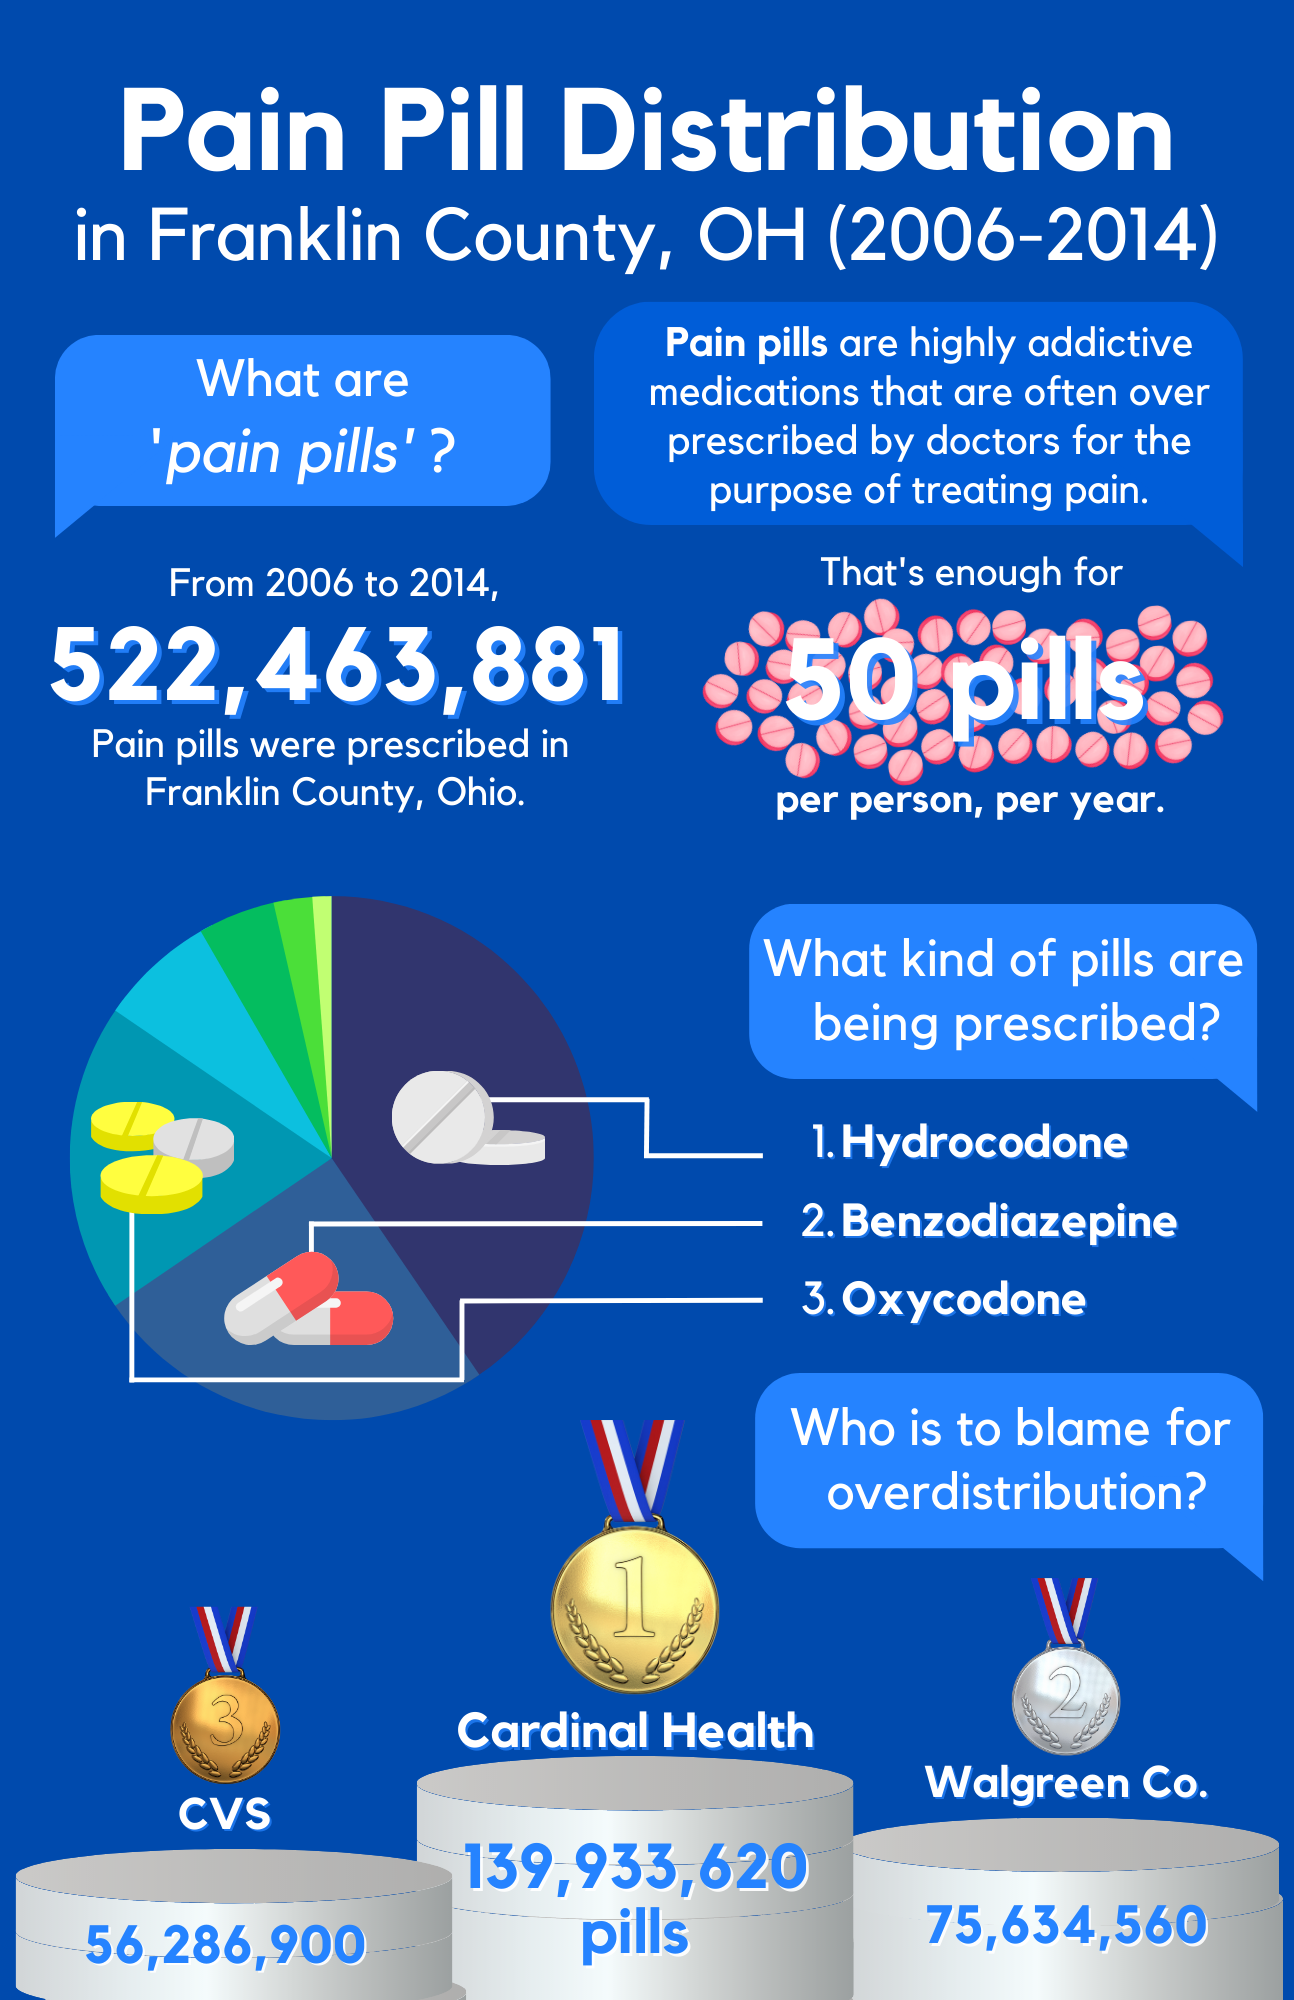 Pain Pill Distribution
in Franklin County, OH (2006-2014)
What are
'pain pills' ?
Pain pills are highly addictive
medications that are often over
prescribed by doctors for the
purpose of treating pain.
From 2006 to 2014,
522,463,881
Pain pills were prescribed in
Franklin County, Ohio.
That's enough for
50 pills
per person, per year.
What kind of pills are
being prescribed?
1. Hydrocodone
2. Benzodiazepine
3. Oxycodone
Who is to blame for
overdistribution?
1
Cardinal Health
139,933,620
pills
2
Walgreen Co.
75,634,560
3
CVS
56,286,900